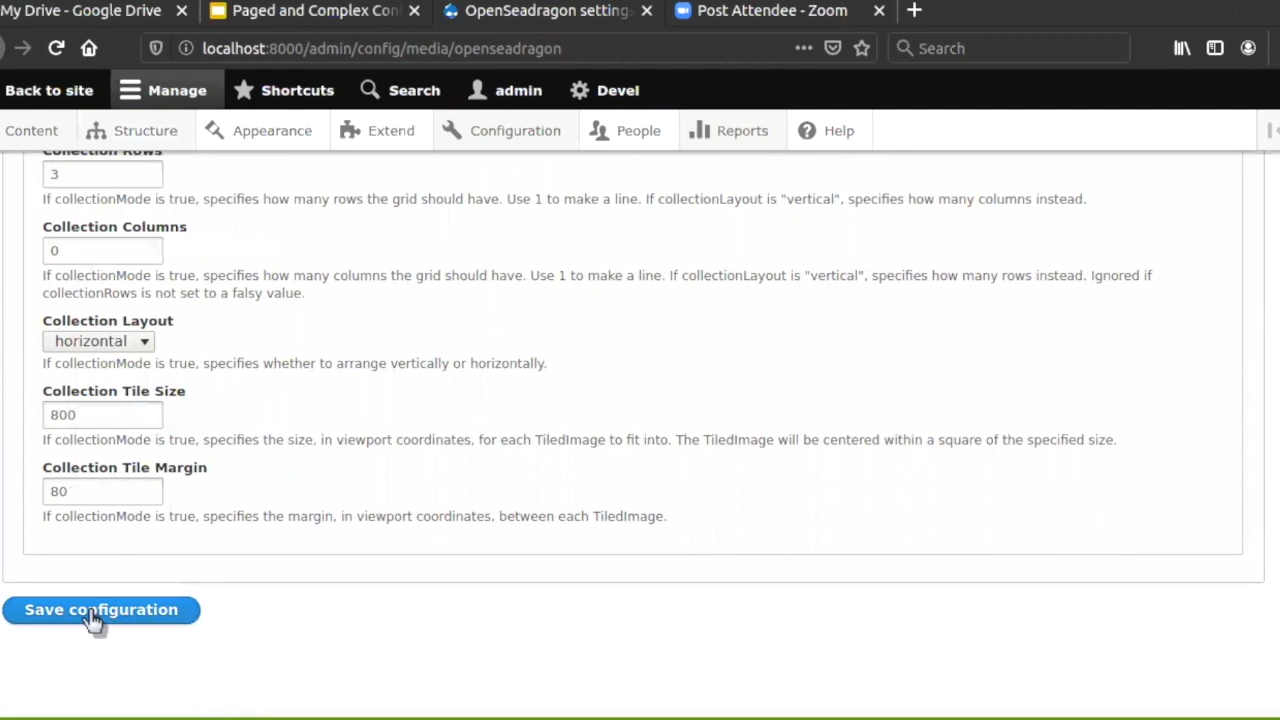 My Drive - Google Drive
Paged and Complex Con
OpenSeadragon setting
Post Attendee - Zoom
localhost:8000/admin/config/media/openseadragon
Search
Back to site
Manage
Shortcuts
Search
admin
Devel
Content
Structure
Appearance
Extend
Configuration
People
Reports
Help
Collection Rows
3
If collectionMode is true, specifies how many rows the grid should have. Use 1 to make a line. If collectionLayout is "vertical", specifies how many columns instead.
Collection Columns
0
If collectionMode is true, specifies how many columns the grid should have. Use 1 to make a line. If collectionLayout is "vertical", specifies how many rows instead. Ignored if
collectionRows is not set to a falsy value.
Collection Layout
horizontal
If collectionMode is true, specifies whether to arrange vertically or horizontally.
Collection Tile Size
800
If collectionMode is true, specifies the size, in viewport coordinates, for each TiledImage to fit into. The TiledImage will be centered within a square of the specified size.
Collection Tile Margin
80
If collectionMode is true, specifies the margin, in viewport coordinates, between each TiledImage.
Save configuration